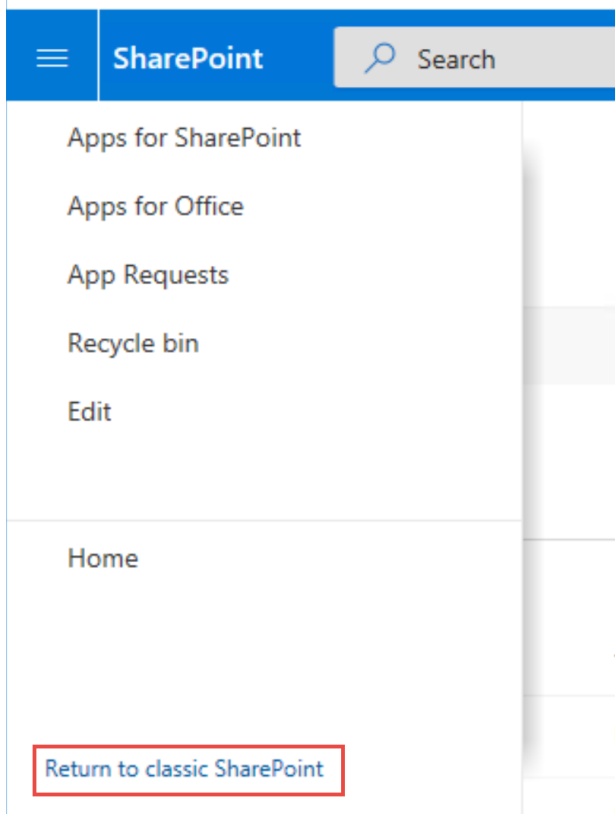 SharePoint
Search
Apps for SharePoint
Apps for Office
App Requests
Recycle bin
Edit
Home
Return to classic SharePoint